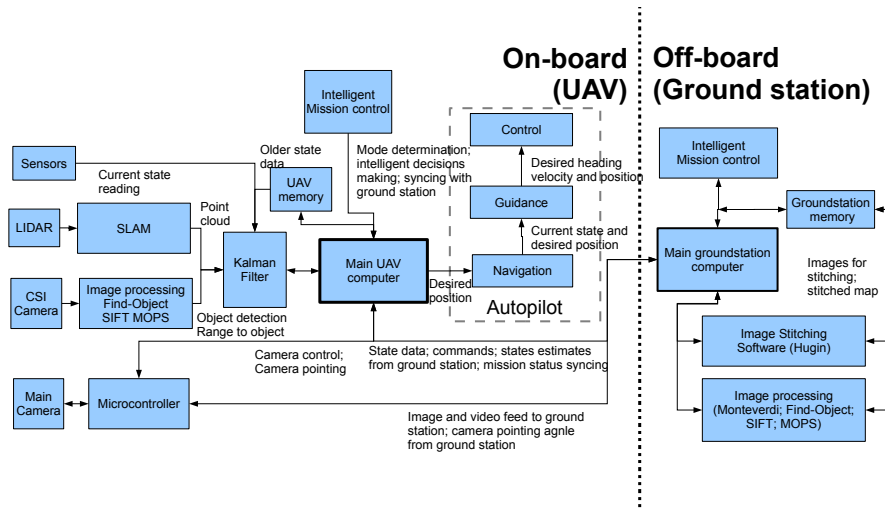 On-board
(UAV)
Off-board
(Ground station)
Intelligent
Mission control
Control
Intelligent
Mission control
Sensors
Older state
data
Mode determination;
intelligent decisions
making; syncing with
ground station
Desired heading
velocity and position
Current state
reading
UAV
memory
Guidance
Groundstation
memory
LIDAR
SLAM
Point
cloud
Current state and
desired position
Kalman
Filter
Main UAV
computer
Navigation
Main groundstation
computer
Images for
stitching;
stitched map
CSI
Camera
Image processing
Find-Object
SIFT MOPS
Desired
position
Autopilot
Object detection
Range to object
Image Stitching
Software (Hugin)
Camera control;
Camera pointing
State data; commands; states estimates
from ground station; mission status syncing
Main
Camera
Microcontroller
Image processing
(Monteverdi; Find-Object;
SIFT; MOPS)
Image and video feed to ground
station; camera pointing agnle
from ground station